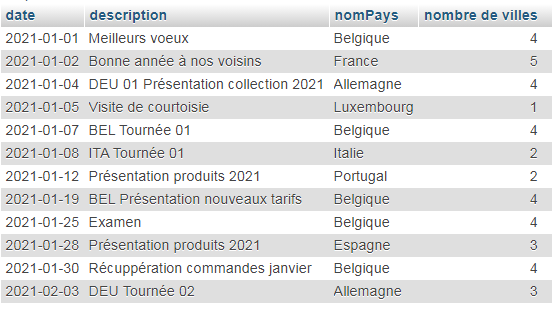 date description nomPays nombre de villes
2021-01-01 Meilleurs voeux Belgique 4
2021-01-02 Bonne année à nos voisins France 5
2021-01-04 DEU 01 Présentation collection 2021 Allemagne 4
2021-01-05 Visite de courtoisie Luxembourg 1
2021-01-07 BEL Tournée 01 Belgique 4
2021-01-08 ITA Tournée 01 Italie 2
2021-01-12 Présentation produits 2021 Portugal 2
2021-01-19 BEL Présentation nouveaux tarifs Belgique 4
2021-01-25 Examen Belgique 4
2021-01-28 Présentation produits 2021 Espagne 3
2021-01-30 Récuppération commandes janvier Belgique 4
2021-02-03 DEU Tournée 02 Allemagne 3